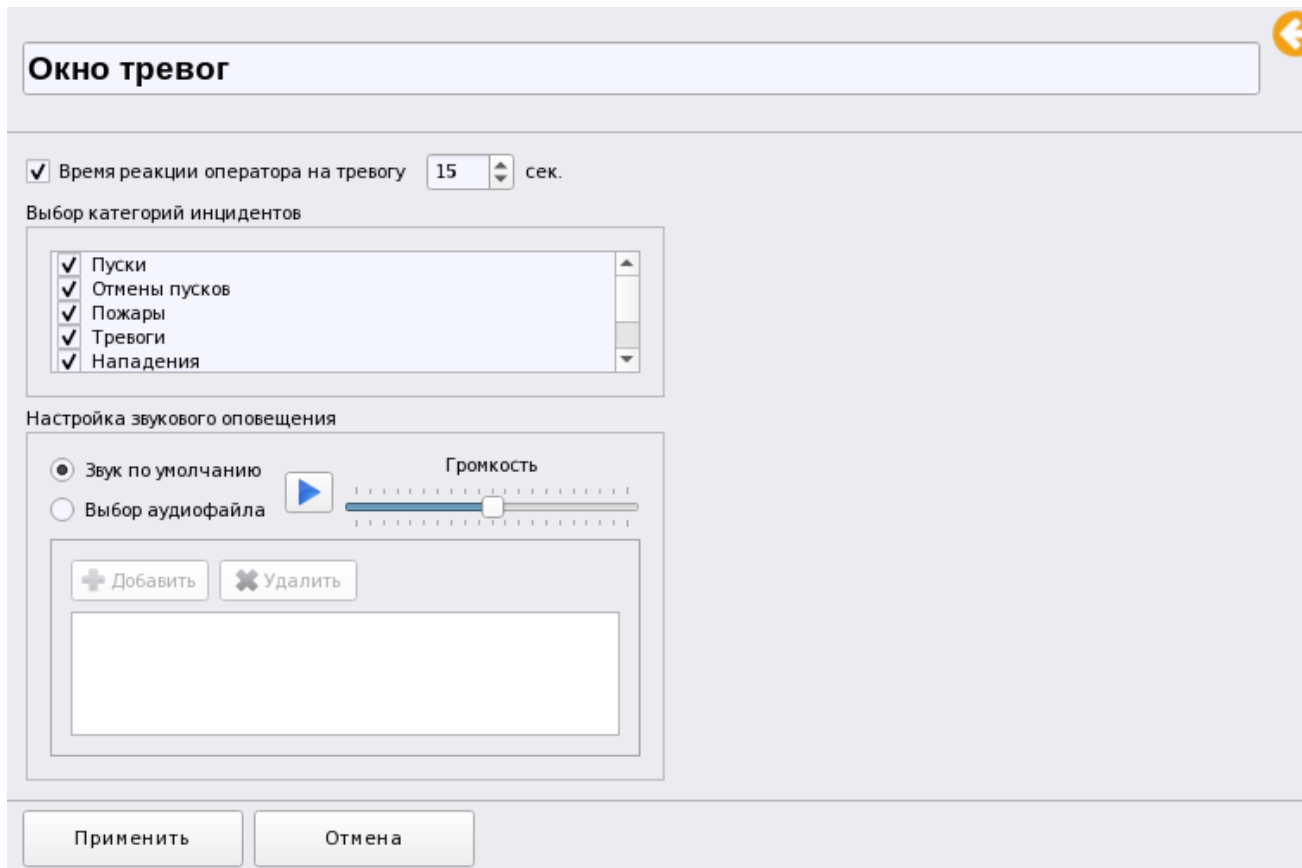 Окно тревог
Время реакции оператора на тревогу 15 сек.
Выбор категорий инцидентов
Пуски
Отмены пусков
Пожары
Тревоги
Нападения
Настройка звукового оповещения
Звук по умолчанию
Громкость
Выбор аудиофайла
Добавить Удалить
Применить Отмена